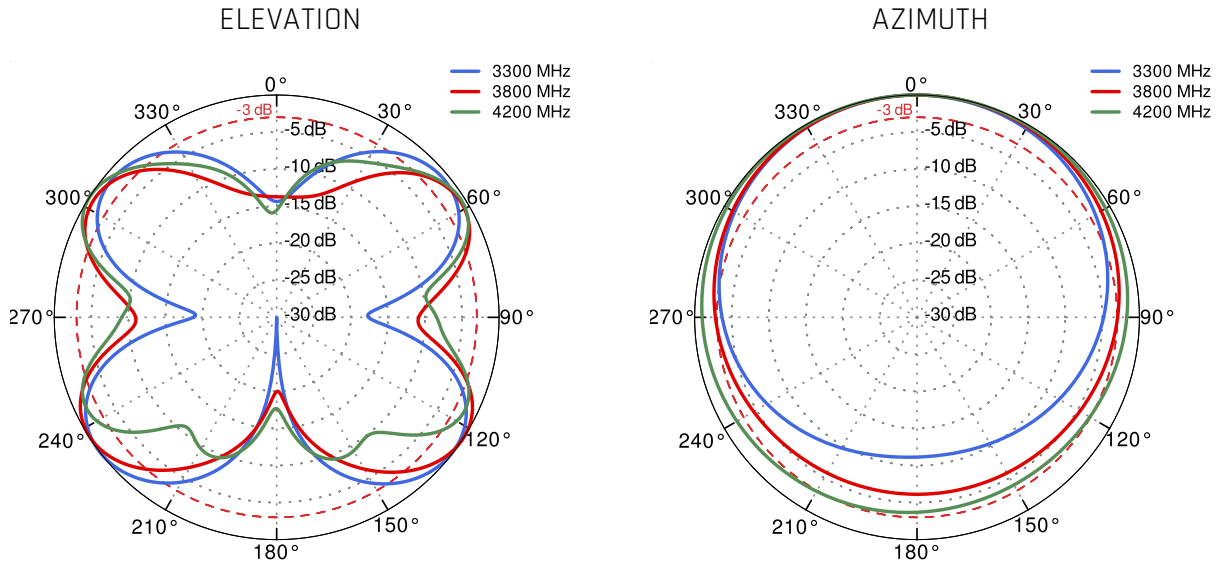 ELEVATION
3300 MHz
3800 MHz
4200 MHz
0°
30°
60°
90°
120°
150°
180°
210°
240°
270°
300°
330°
-3 dB
-5 dB
-10 dB
-15 dB
-20 dB
-25 dB
-30 dB
AZIMUTH
3300 MHz
3800 MHz
4200 MHz
0°
30°
60°
90°
120°
150°
180°
210°
240°
270°
300°
330°
-3 dB
-5 dB
-10 dB
-15 dB
-20 dB
-25 dB
-30 dB